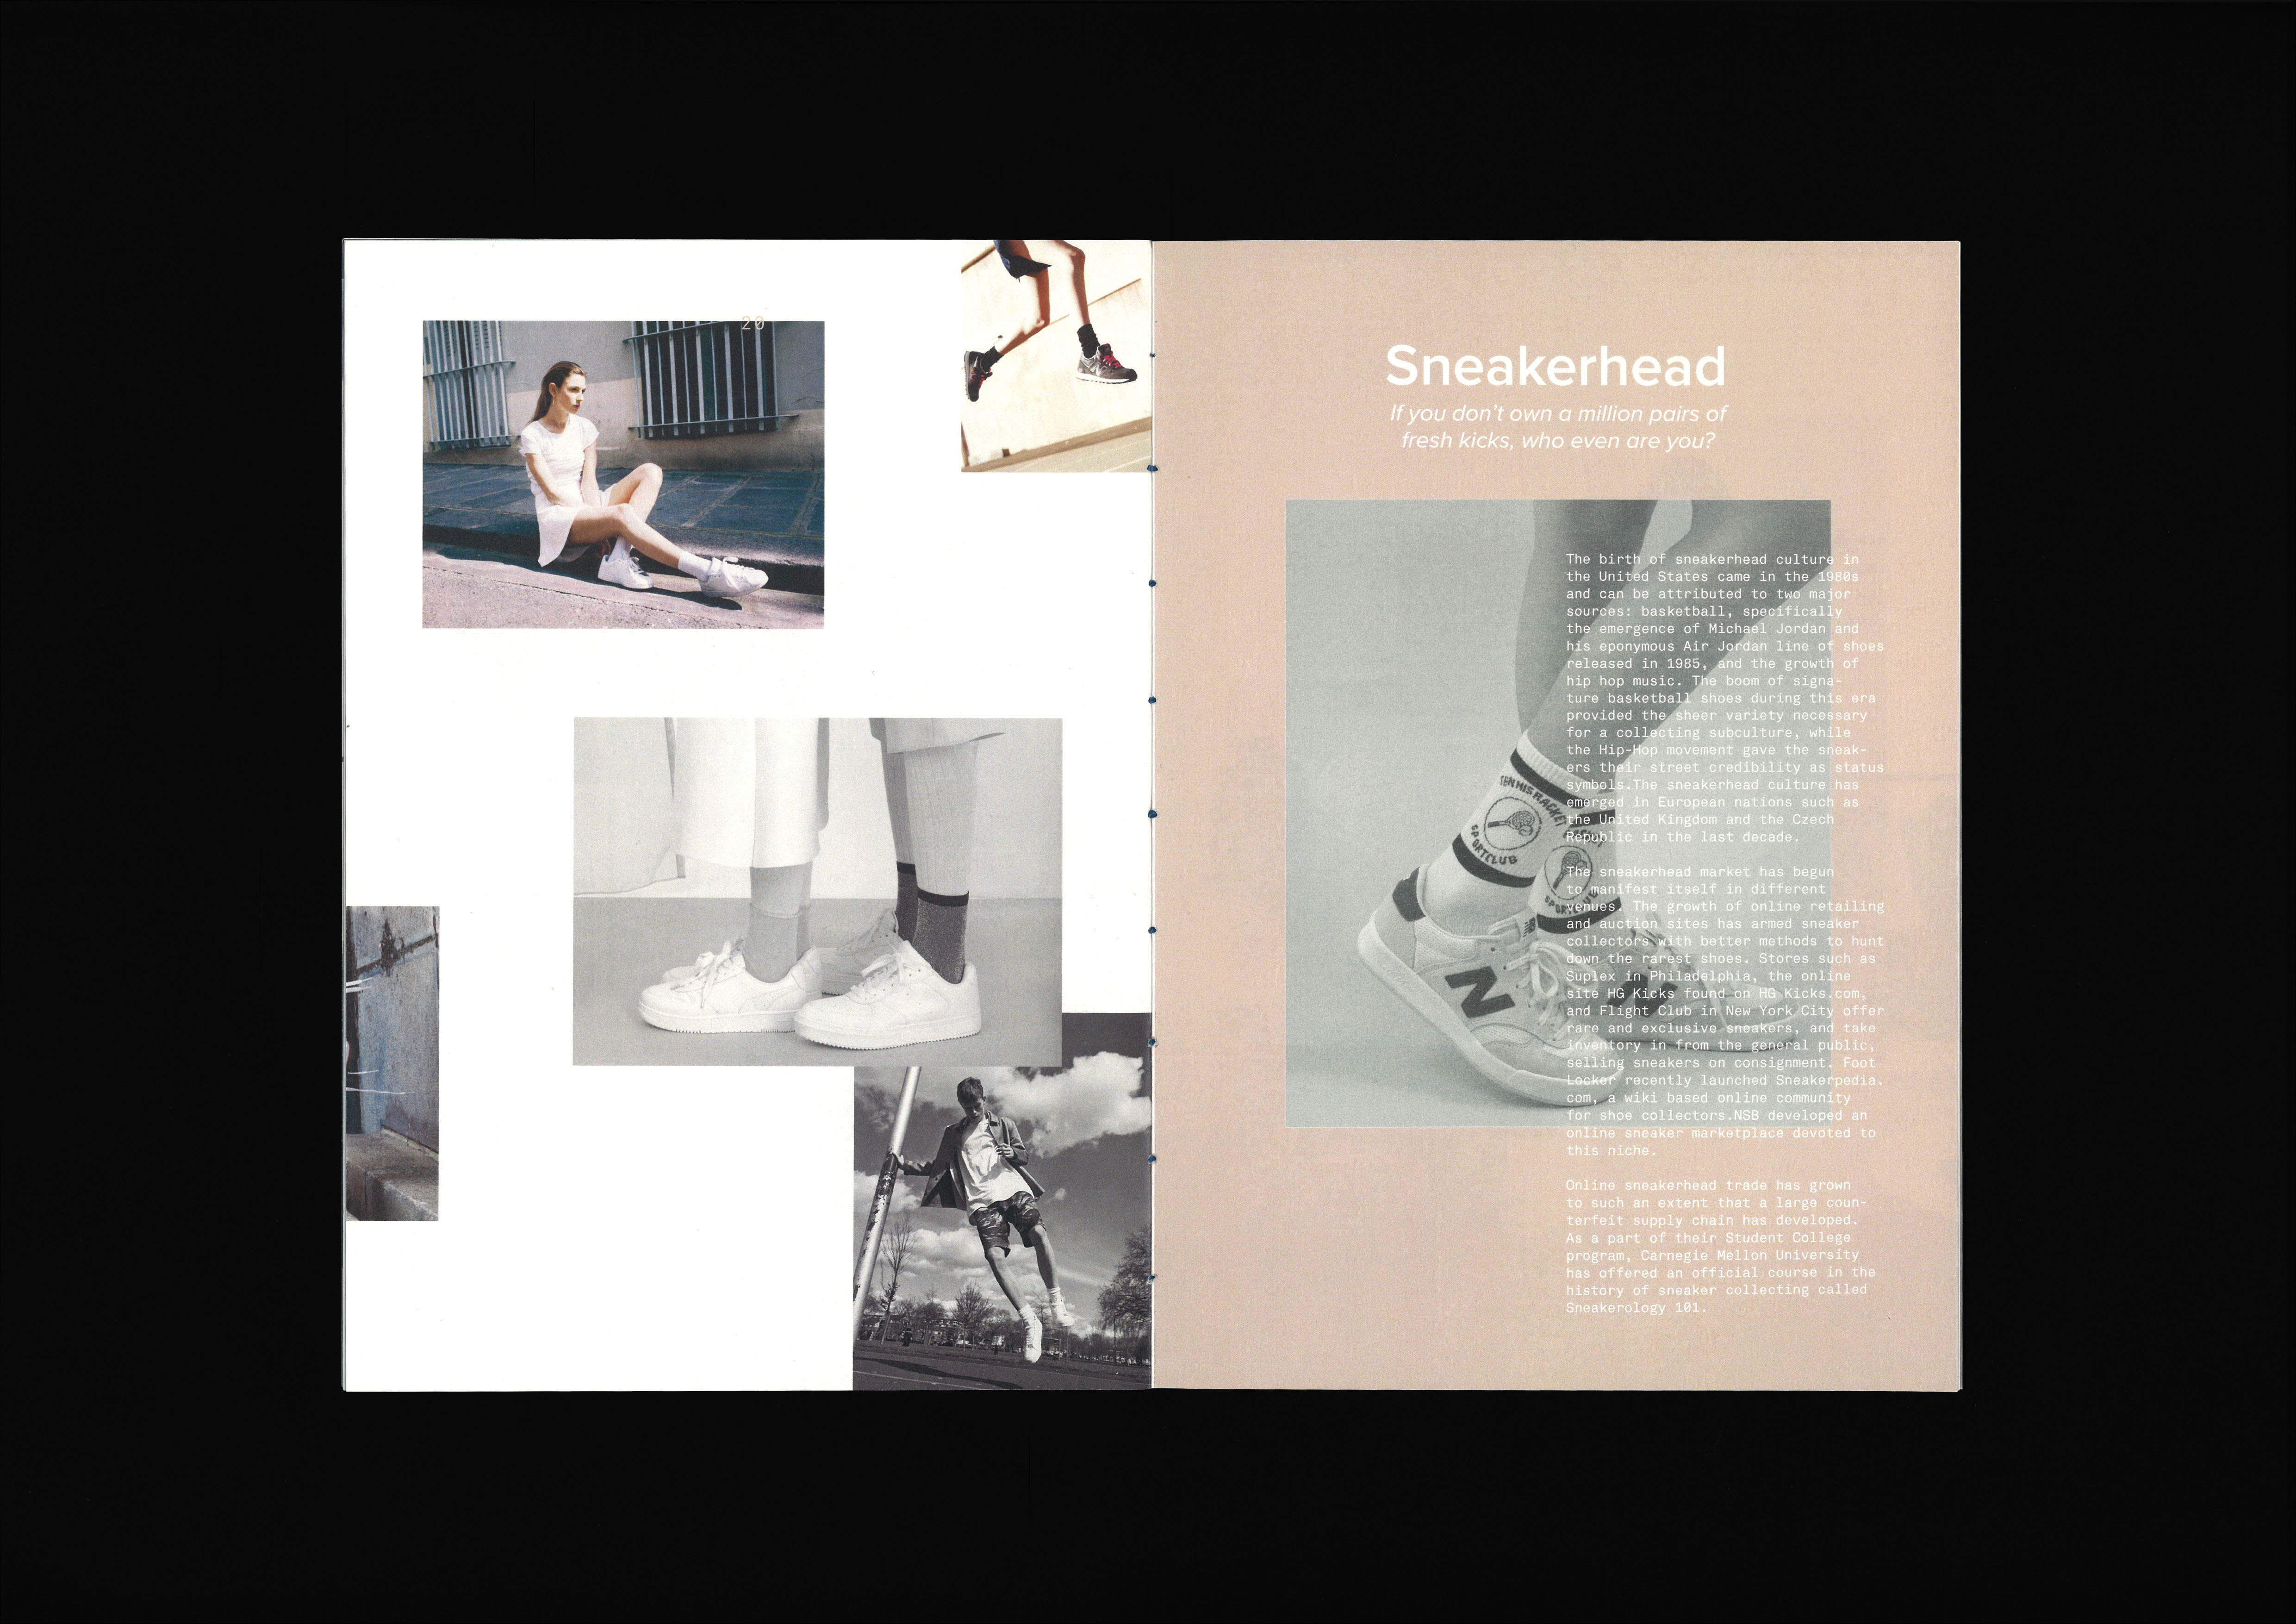 20
Sneakerhead
If you don't own a million pairs of
fresh kicks, who even are you?
The birth of sneakerhead culture in
the United States came in the 1980s
and can be attributed to two major
sources: basketball, specifically
the emergence of Michael Jordan and
his eponymous Air Jordan line of shoes
released in 1985, and the growth of
hip hop music. The boom of signa-
ture basketball shoes during this era
provided the sheer variety necessary
for a collecting subculture, while
the Hip-Hop movement gave the sneak-
ers their street credibility as status
symbols.The sneakerhead culture has
emerged in European nations such as
the United Kingdom and the Czech
Republic in the last decade.
The sneakerhead market has begun
to manifest itself in different
venues. The growth of online retailing
and auction sites has armed sneaker
collectors with better methods to hunt
down the rarest shoes. Stores such as
Suplex in Philadelphia, the online
site HG Kicks found on HG Kicks.com,
and Flight Club in New York City offer
rare and exclusive sneakers, and take
inventory in from the general public,
selling sneakers on consignment. Foot
Locker recently launched Sneakerpedia.
com, a wiki based online community
for shoe collectors.NSB developed an
online sneaker marketplace devoted to
this niche.
Online sneakerhead trade has grown
to such an extent that a large coun-
terfeit supply chain has developed.
As a part of their Student College
program, Carnegie Mellon University
has offered an official course in the
history of sneaker collecting called
Sneakerology 101.
TENNISRACKET
SPORTCLUB
N